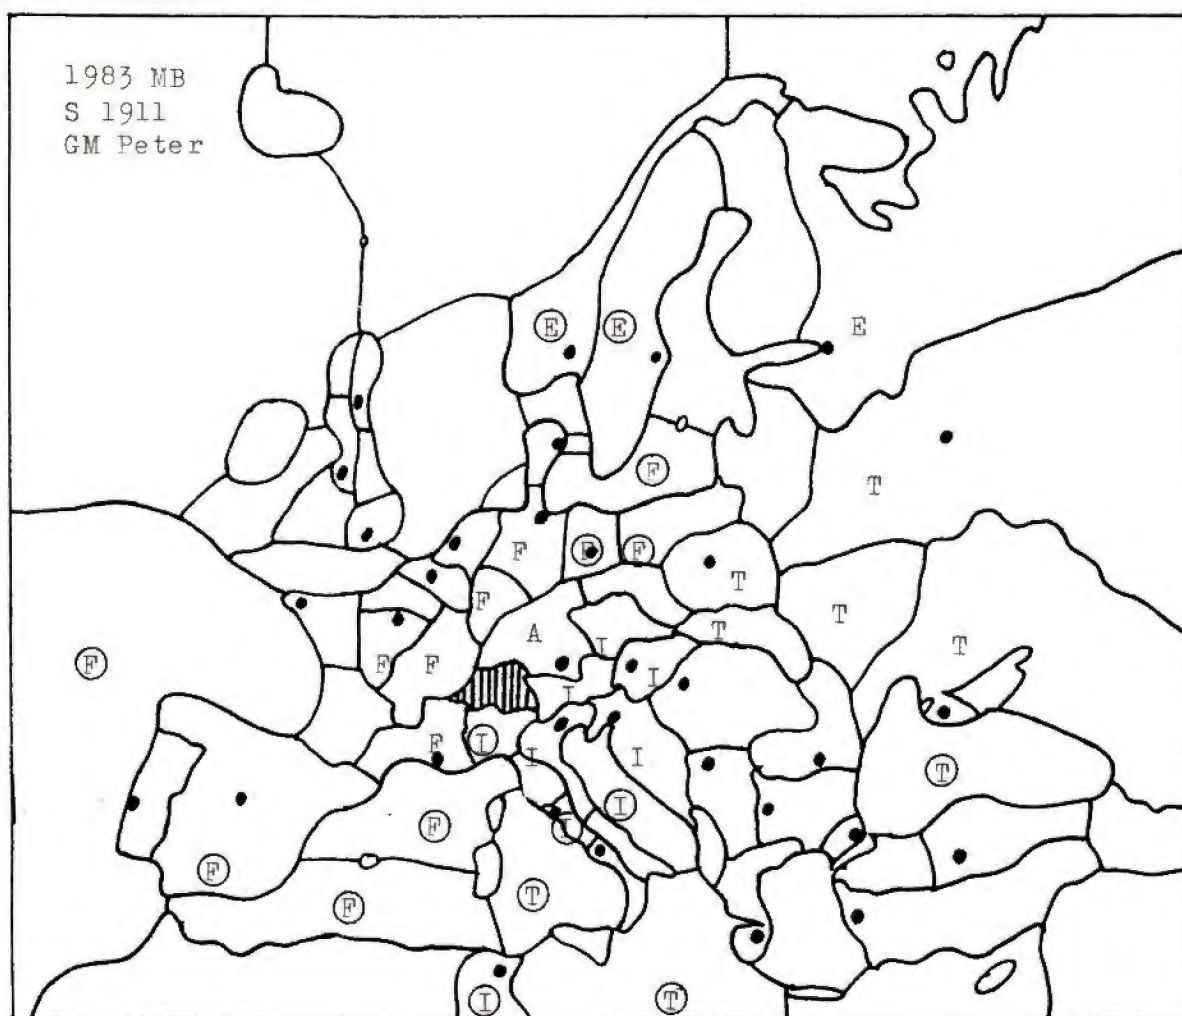 1983 MB
S 1911
GM Peter
E E E
F
T
F F
T
F T
A I T T
F F F I
I
F I I I
T
I
F I
F
F T
I T